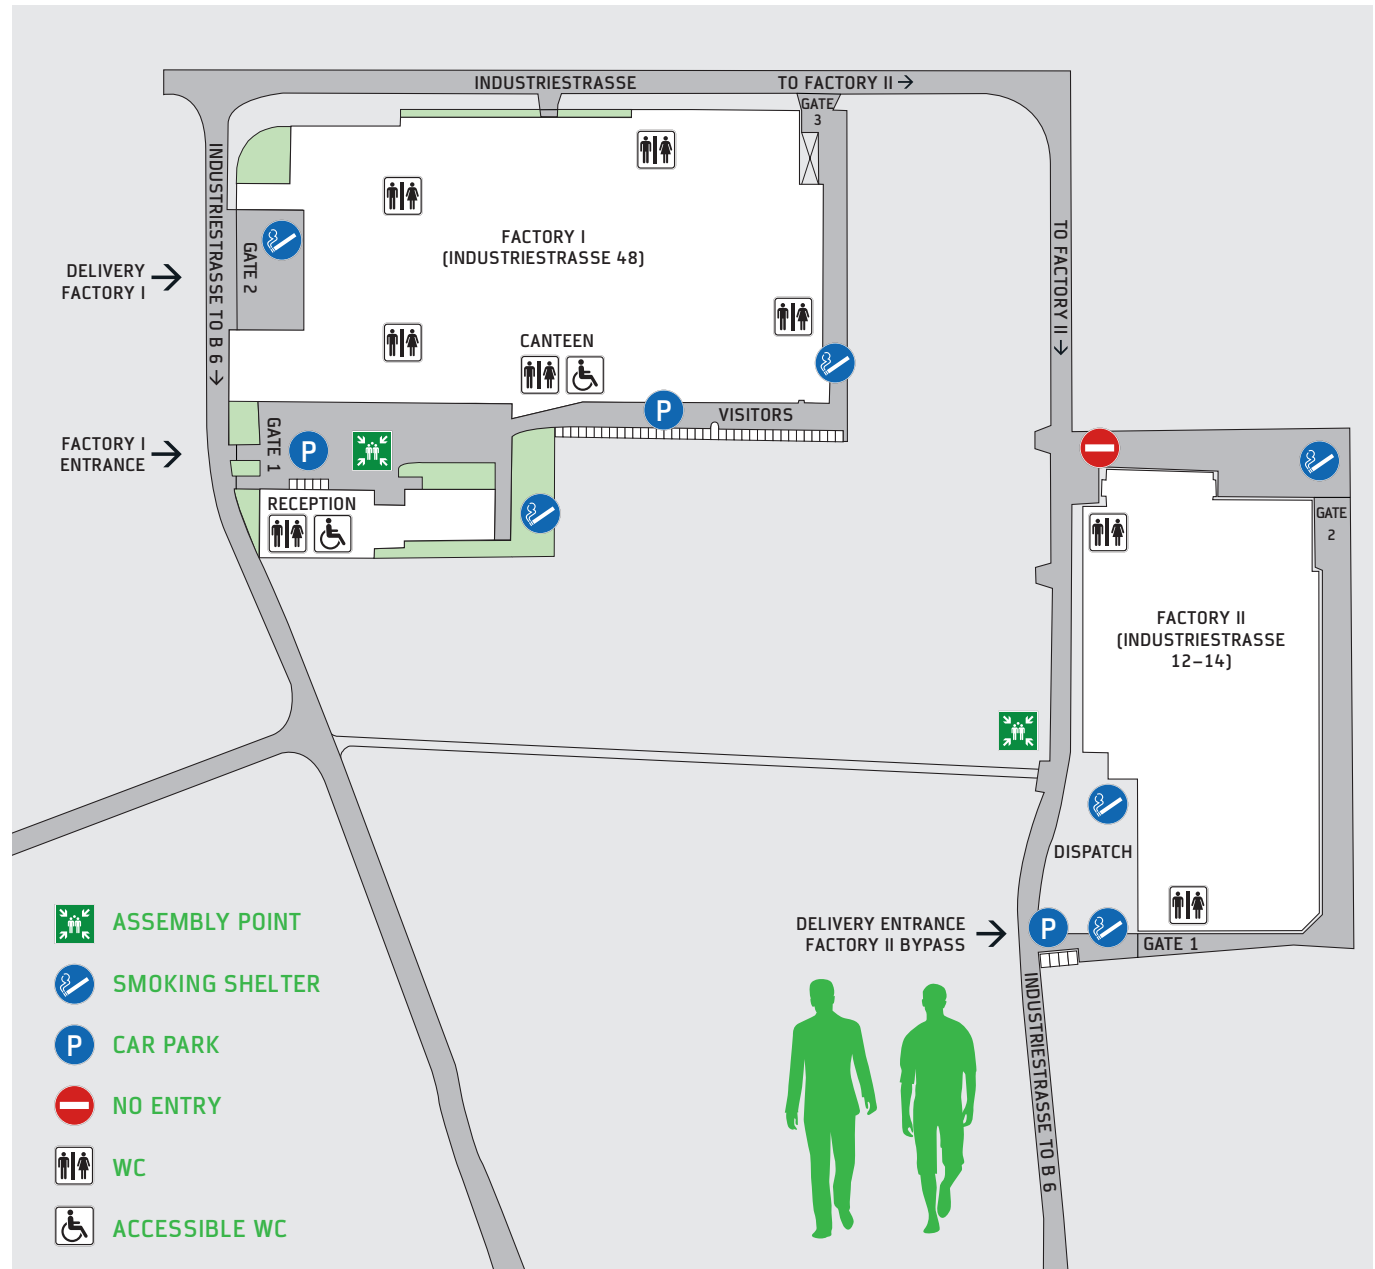 INDUSTRIESTRASSE
TO FACTORY II →
GATE
3
INDUSTRIESTRASSE TO B 6 →
FACTORY I
(INDUSTRIESTRASSE 48)
GATE 2
DELIVERY
FACTORY I
TO FACTORY II →
CANTEEN
P
VISITORS
FACTORY I
ENTRANCE
GATE 1
P
RECEPTION
GATE
2
FACTORY II
(INDUSTRIESTRASSE
12–14)
DISPATCH
DELIVERY ENTRANCE
FACTORY II BYPASS
P
GATE 1
INDUSTRIESTRASSE TO B 6
ASSEMBLY POINT
SMOKING SHELTER
P
CAR PARK
NO ENTRY
WC
ACCESSIBLE WC